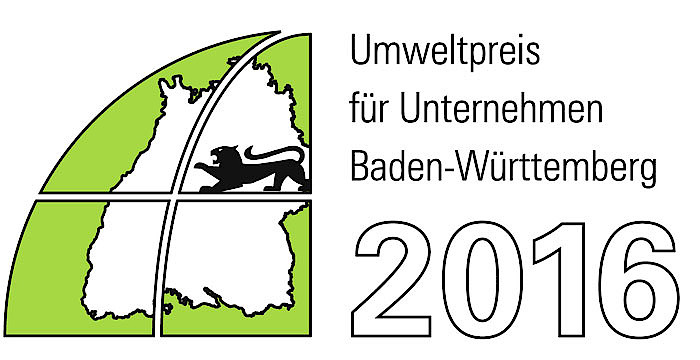 Umweltpreis
für Unternehmen
Baden-Württemberg
2016